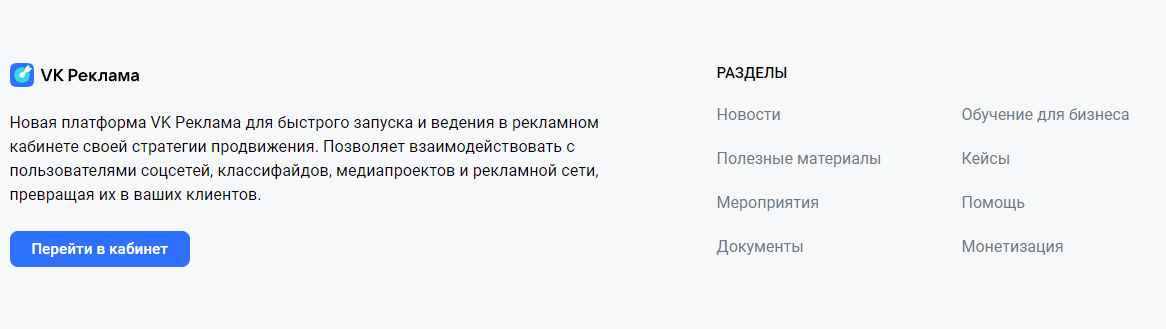 VK Реклама
Новая платформа VK Реклама для быстрого запуска и ведения в рекламном
кабинете своей стратегии продвижения. Позволяет взаимодействовать с
пользователями соцсетей, классифайдов, медиапроектов и рекламной сети,
превращая их в ваших клиентов.
Перейти в кабинет
РАЗДЕЛЫ
Новости
Обучение для бизнеса
Полезные материалы
Кейсы
Мероприятия
Помощь
Документы
Монетизация